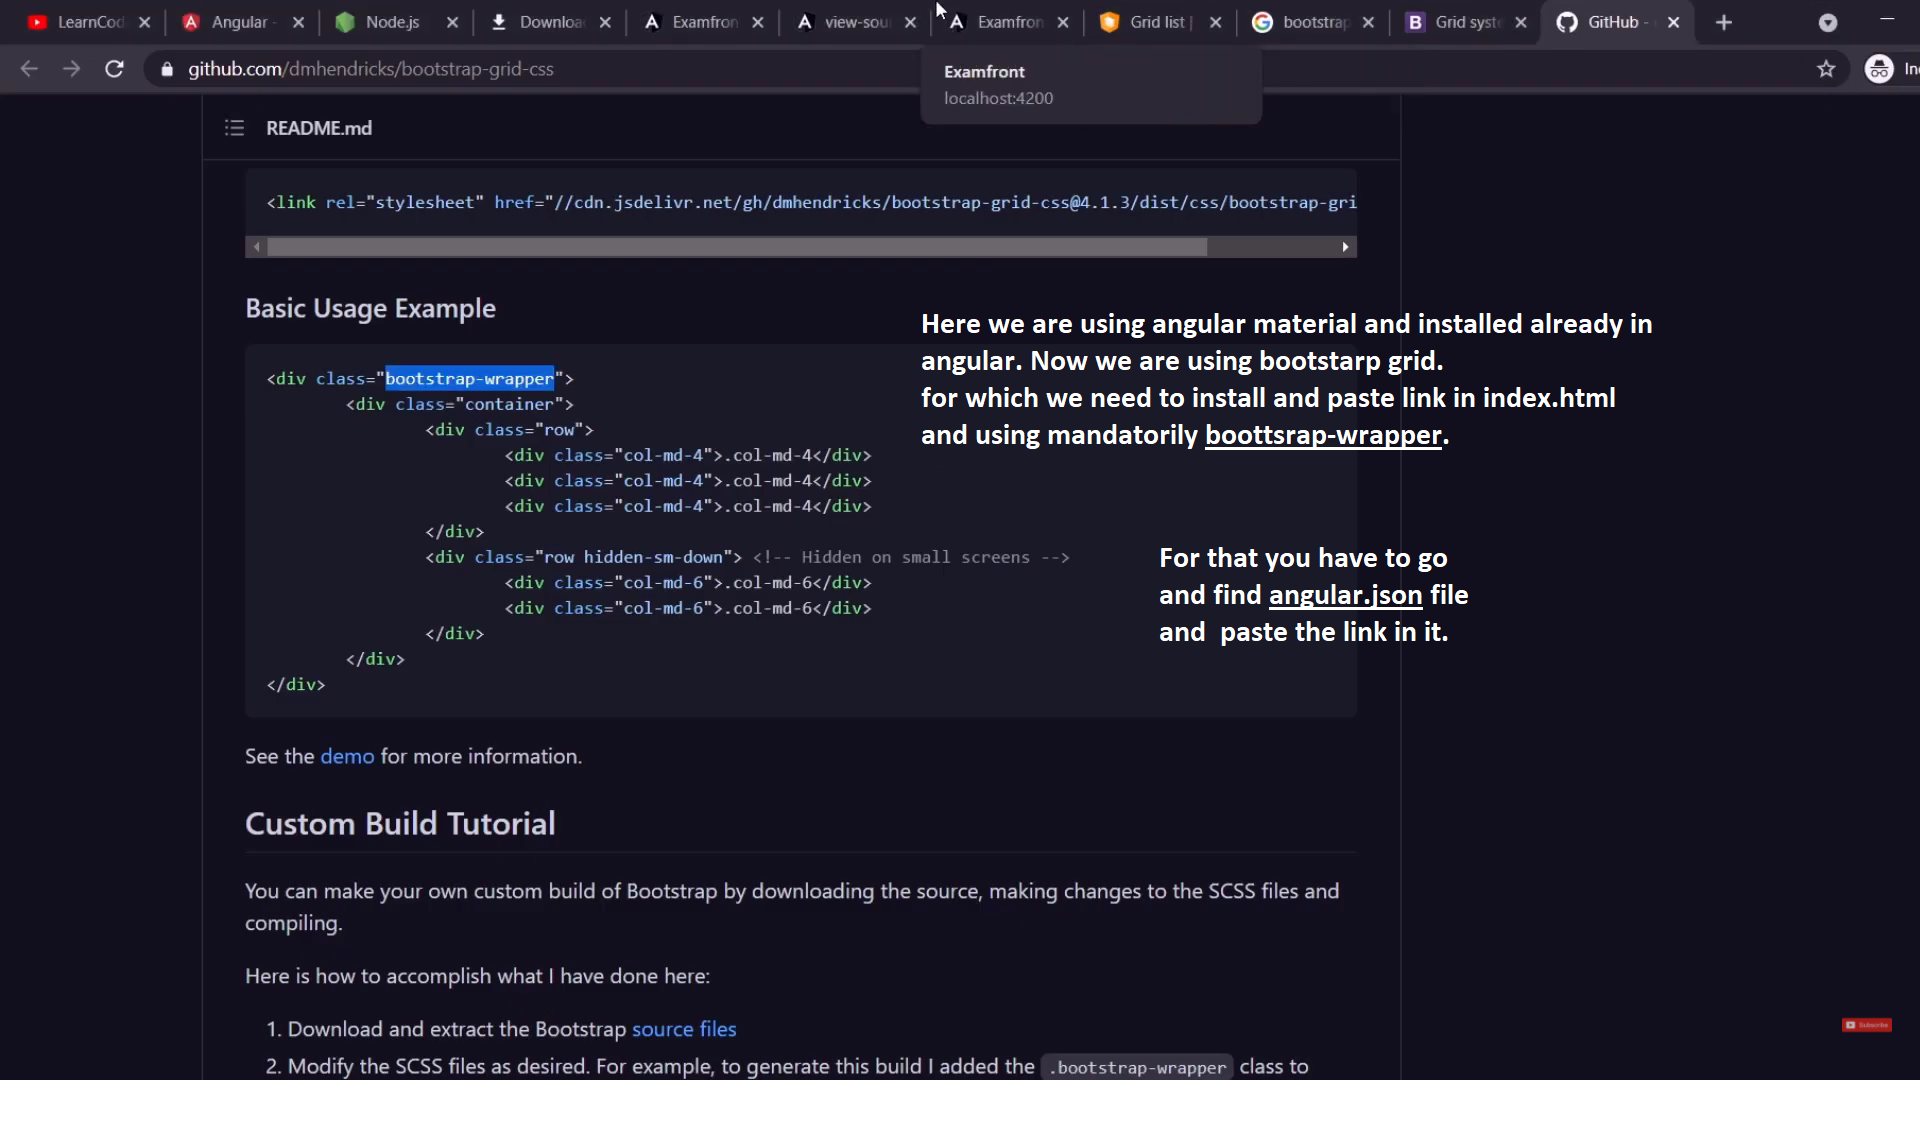 LearnCod
Angular -
Node.js
Downloa
Examfron
view-sou
Examfron
Grid list |
bootstrap
Grid syst
GitHub -
github.com/dmhendricks/bootstrap-grid-css
Examfront
localhost:4200
README.md
<link rel="stylesheet" href="//cdn.jsdelivr.net/gh/dmhendricks/bootstrap-grid-css@4.1.3/dist/css/bootstrap-gri
Basic Usage Example
<div class="bootstrap-wrapper">
<div class="container">
<div class="row">
<div class="col-md-4">.col-md-4</div>
<div class="col-md-4">.col-md-4</div>
<div class="col-md-4">.col-md-4</div>
</div>
<div class="row hidden-sm-down"> <!-- Hidden on small screens -->
<div class="col-md-6">.col-md-6</div>
<div class="col-md-6">.col-md-6</div>
</div>
</div>
</div>
Here we are using angular material and installed already in
angular. Now we are using bootstarp grid.
for which we need to install and paste link in index.html
and using mandatorily boottsrap-wrapper.
For that you have to go
and find angular.json file
and paste the link in it.
See the demo for more information.
Custom Build Tutorial
You can make your own custom build of Bootstrap by downloading the source, making changes to the SCSS files and
compiling.
Here is how to accomplish what I have done here:
1. Download and extract the Bootstrap source files
2. Modify the SCSS files as desired. For example, to generate this build I added the .bootstrap-wrapper class to
Subscribe